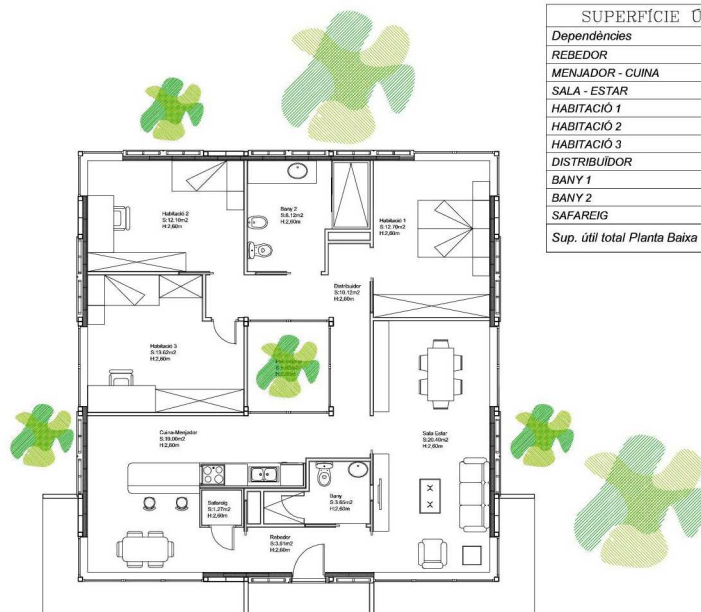 SUPERFÍCIE Ú
Dependències
REBEDOR
MENJADOR - CUINA
SALA - ESTAR
HABITACIÓ 1
HABITACIÓ 2
HABITACIÓ 3
DISTRIBUÏDOR
BANY 1
BANY 2
SAFAREIG
Sup. útil total Planta Baixa
Habitació 2
S:12.10m2
H:2,60m
Bany 2
S:8.12m2
H:2,60m
Habitació 1
S:12.70m2
H:2,60m
Distribuidor
S:10.12m2
H:2,60m
Habitació 3
S:13.62m2
H:2,60m
Cuina-Menjador
S:19.00m2
H:2,60m
Sala Estar
S:20.40m2
H:2,60m
Safareig
S:1.27m2
H:2,60m
Bany
S:3.65m2
H:2,60m
Rebedor
S:3.51m2
H:2,60m